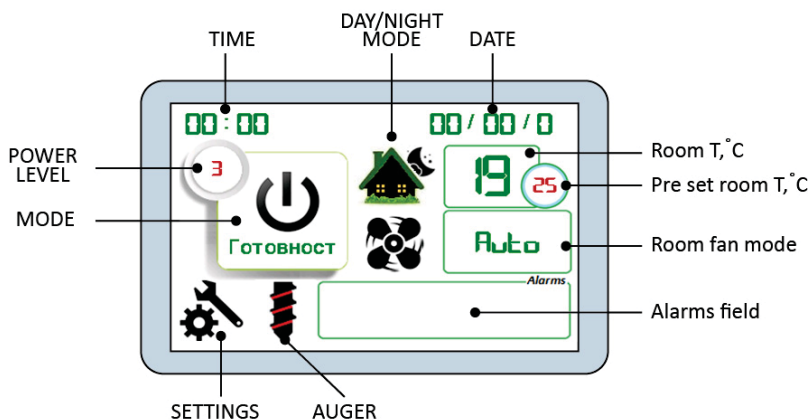 DAY/NIGHT
MODE
TIME
DATE
00:00
00/00/0
POWER
LEVEL
3
MODE
Готовност
19
25
Auto
Alarms
Room T,°C
Pre set room T,°C
Room fan mode
Alarms field
SETTINGS
AUGER